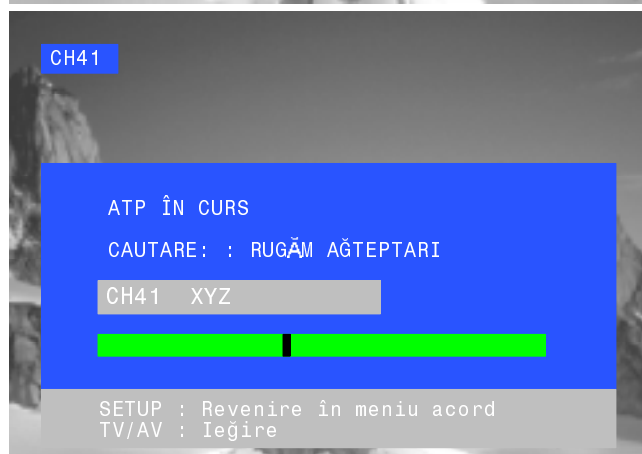 CH41
ATP ÎN CURS
CAUTARE: : RUGĂM AĞTEPTARI
CH41 XYZ
SETUP : Revenire în meniu acord
TV/AV : Ieğire